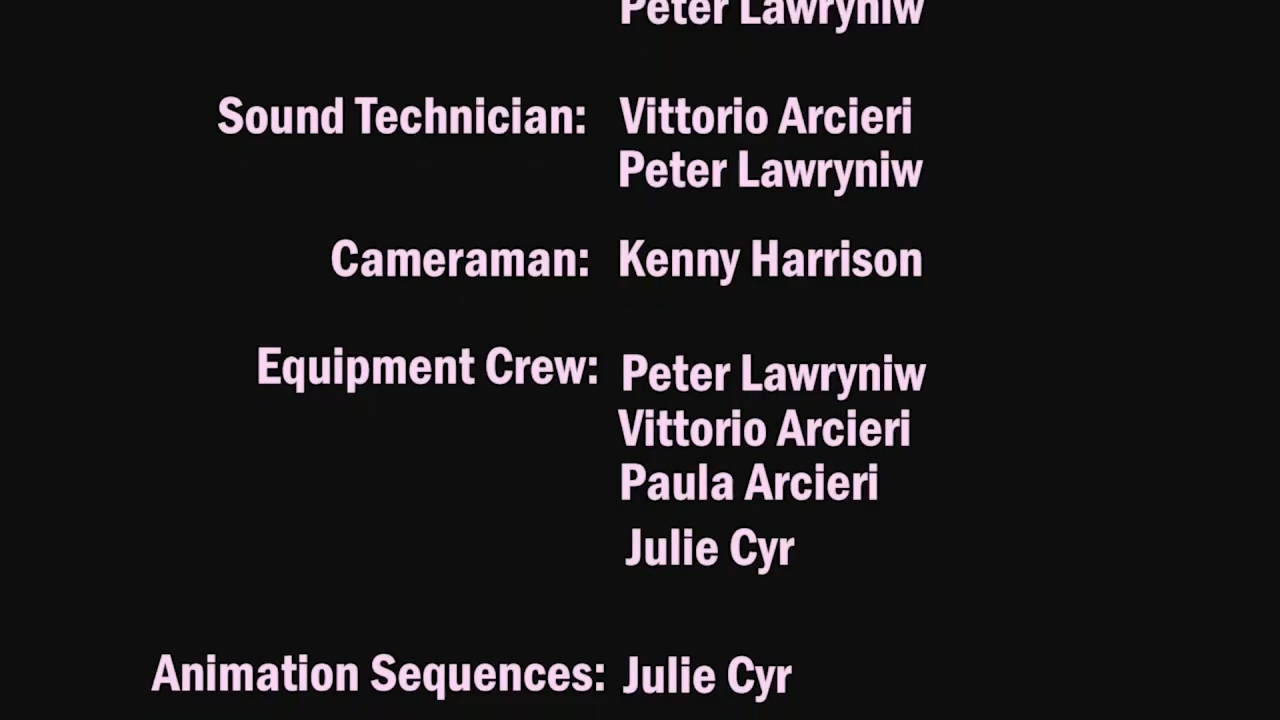 Peter Lawryniw
Sound Technician: Vittorio Arcieri
Peter Lawryniw
Cameraman: Kenny Harrison
Equipment Crew: Peter Lawryniw
Vittorio Arcieri
Paula Arcieri
Julie Cyr
Animation Sequences: Julie Cyr